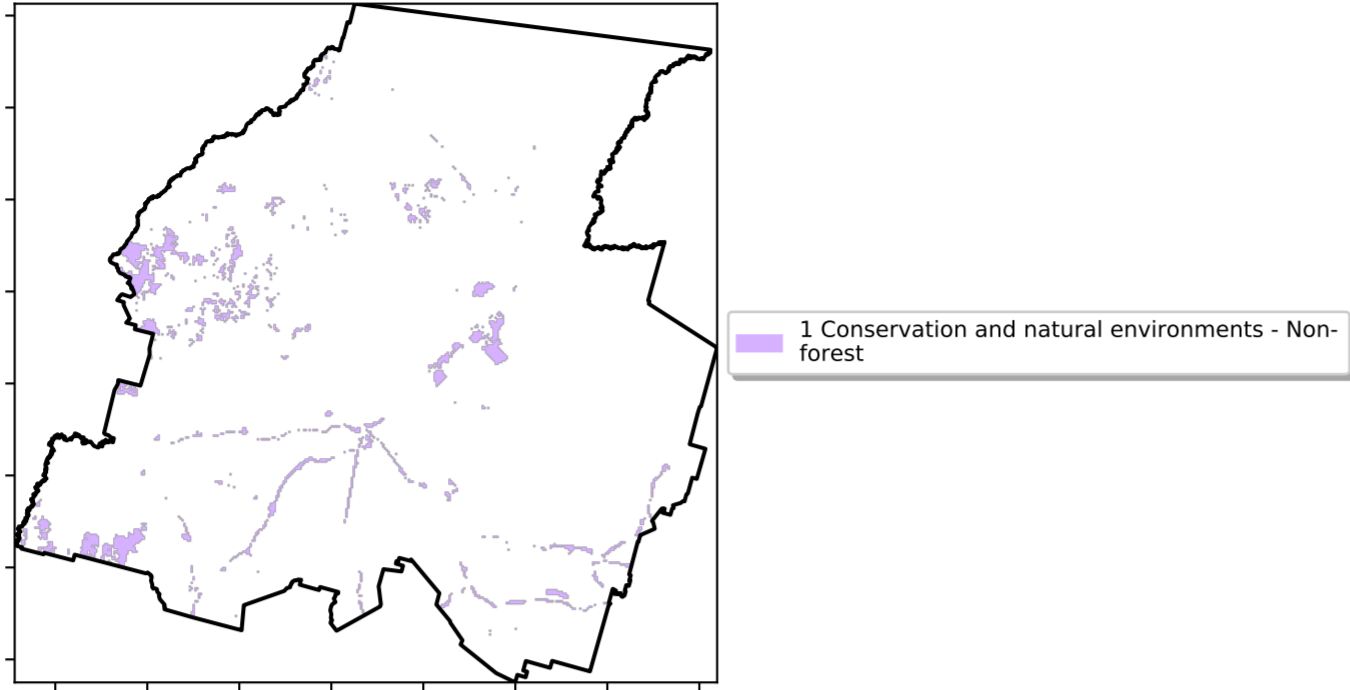 1 Conservation and natural environments - Non-
forest